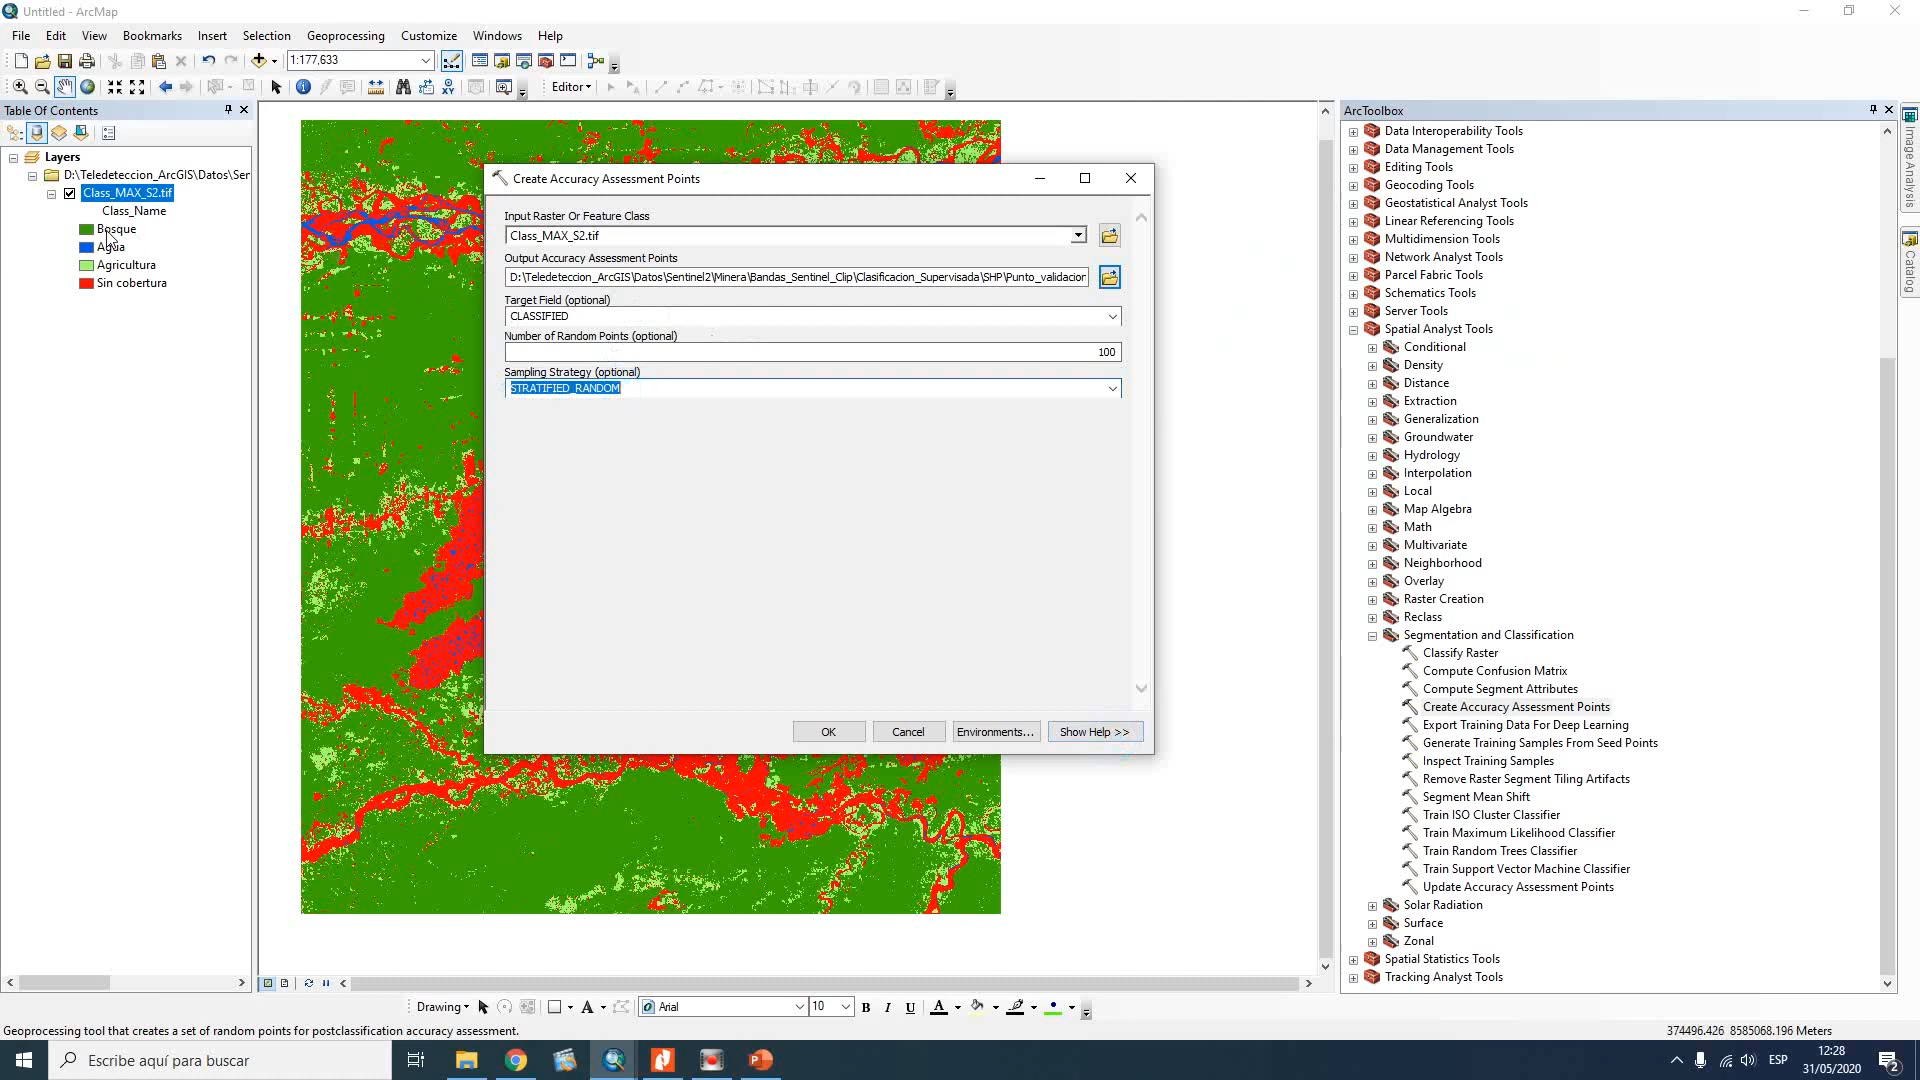 Untitled - ArcMap
File Edit View Bookmarks Insert Selection Geoprocessing Customize Windows Help
1:177,633
Editor
Table Of Contents
Layers
D:\Teledeteccion_ArcGIS\Datos\Sen
Class_MAX_S2.tif
Class_Name
Bosque
Agua
Agricultura
Sin cobertura
Create Accuracy Assessment Points
Input Raster Or Feature Class
Class_MAX_S2.tif
Output Accuracy Assessment Points
D:\Teledeteccion_ArcGIS\Datos\Sentinel2\Minera\Bandas_Sentinel_Clip\Clasificacion_Supervisada\SHP\Punto_validacion
Target Field (optional)
CLASSIFIED
Number of Random Points (optional)
100
Sampling Strategy (optional)
STRATIFIED_RANDOM
OK Cancel Environments... Show Help >>
ArcToolbox
Data Interoperability Tools
Data Management Tools
Editing Tools
Geocoding Tools
Geostatistical Analyst Tools
Linear Referencing Tools
Multidimension Tools
Network Analyst Tools
Parcel Fabric Tools
Schematics Tools
Server Tools
Spatial Analyst Tools
Conditional
Density
Distance
Extraction
Generalization
Groundwater
Hydrology
Interpolation
Local
Map Algebra
Math
Multivariate
Neighborhood
Overlay
Raster Creation
Reclass
Segmentation and Classification
Classify Raster
Compute Confusion Matrix
Compute Segment Attributes
Create Accuracy Assessment Points
Export Training Data For Deep Learning
Generate Training Samples From Seed Points
Inspect Training Samples
Remove Raster Segment Tiling Artifacts
Segment Mean Shift
Train ISO Cluster Classifier
Train Maximum Likelihood Classifier
Train Random Trees Classifier
Train Support Vector Machine Classifier
Update Accuracy Assessment Points
Solar Radiation
Surface
Zonal
Spatial Statistics Tools
Tracking Analyst Tools
Image Analysis
Catalog
Drawing Arial 10 B I U A
Geoprocessing tool that creates a set of random points for postclassification accuracy assessment.
374496.426 8585068.196 Meters
Escribe aquí para buscar
ESP
12:28
31/05/2020
2